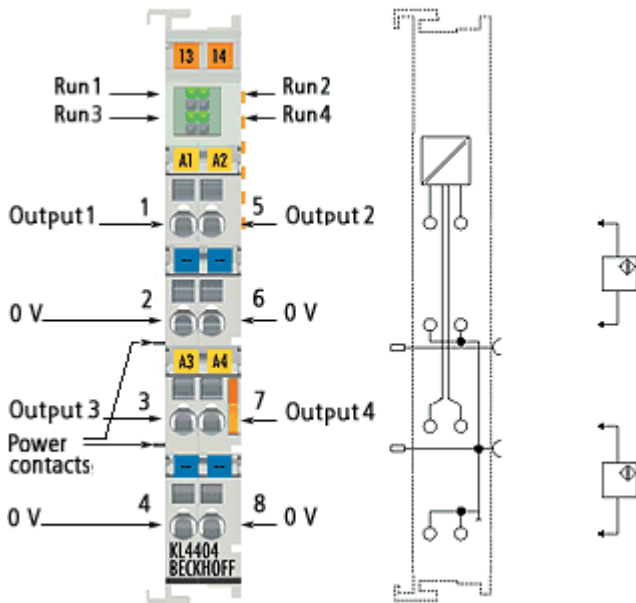 13 14
Run 1
Run 2
Run 3
Run 4
A1 A2
Output 1
1
5
Output 2
-- --
0 V
2
6
0 V
A3 A4
Output 3
3
7
Output 4
Power
contacts
-- --
0 V
4
8
0 V
KL4404
BECKHOFF